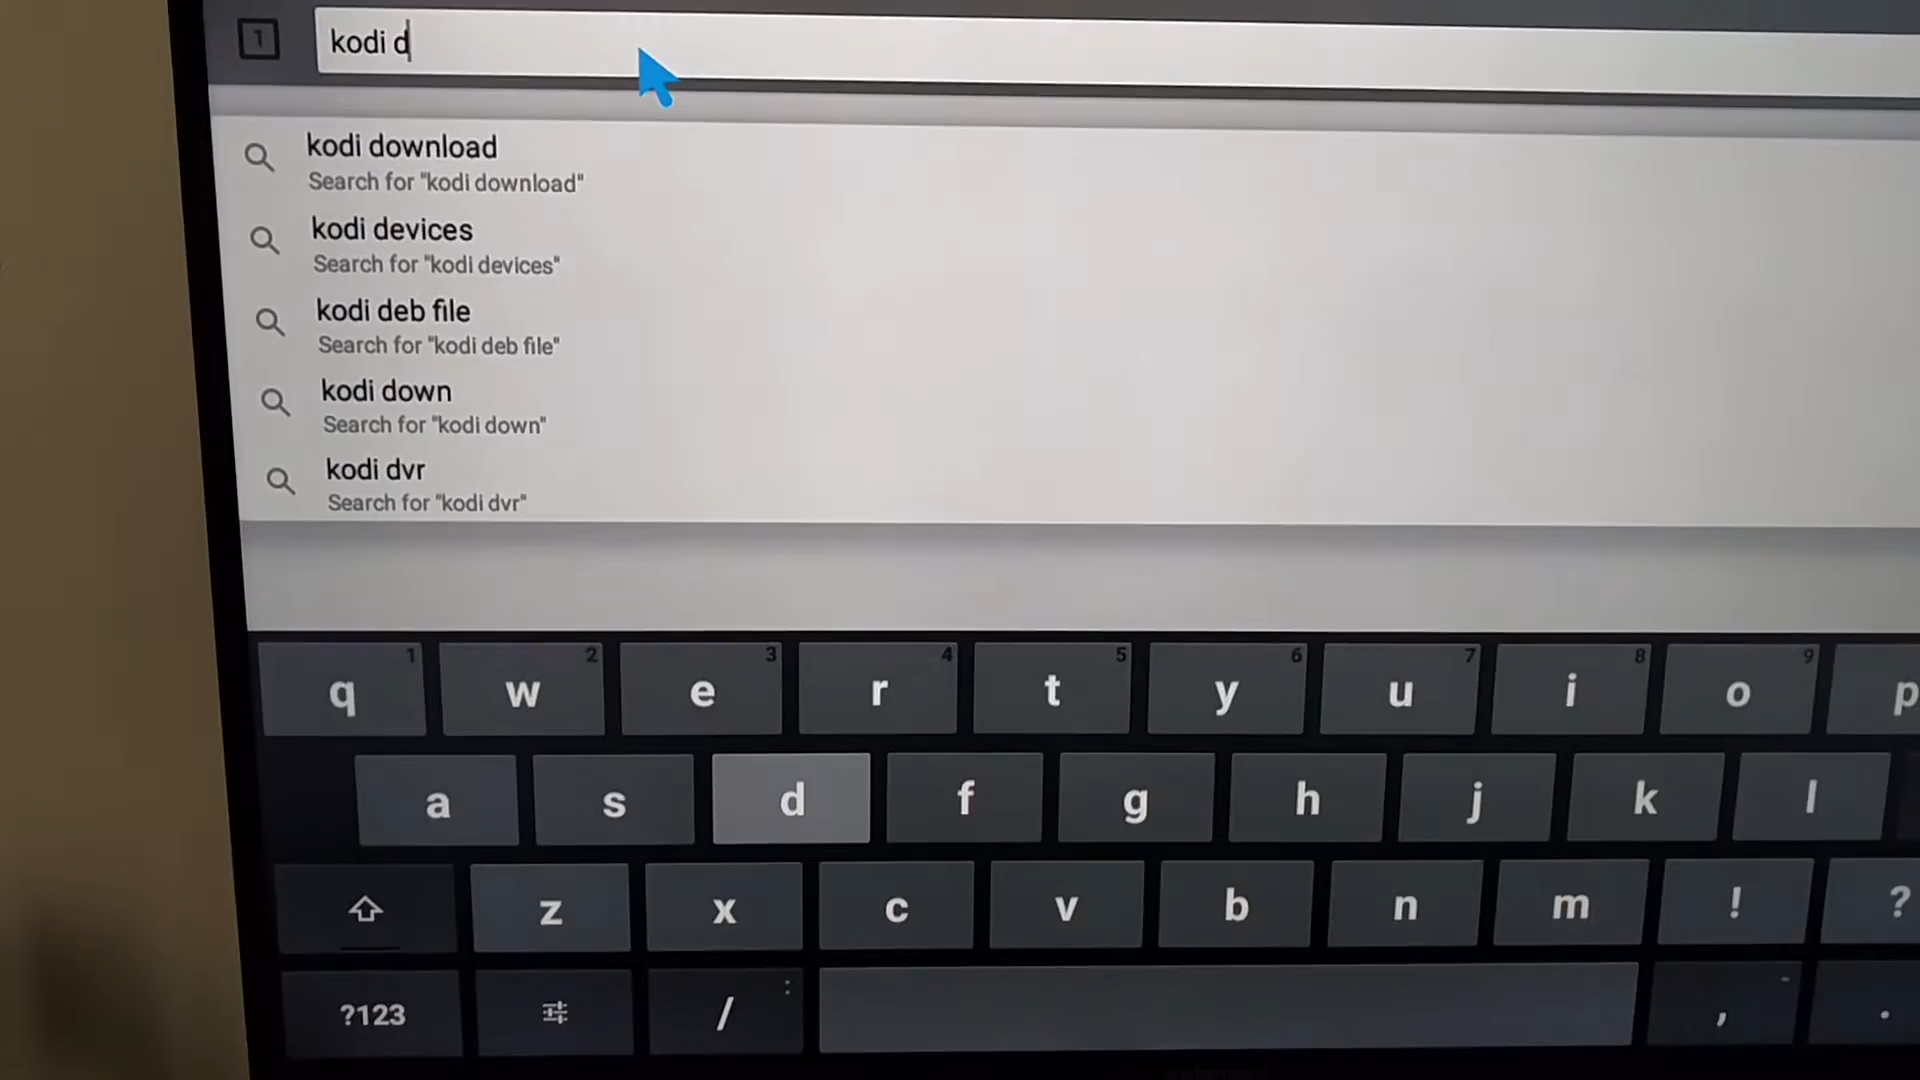 1
kodi d
kodi download
Search for "kodi download"
kodi devices
Search for "kodi devices"
kodi deb file
Search for "kodi deb file"
kodi down
Search for "kodi down"
kodi dvr
Search for "kodi dvr"
1 2 3 4 5 6 7 8 9
q w e r t y u i o p
a s d f g h j k l
z x c v b n m ! ?
?123 / : , - .